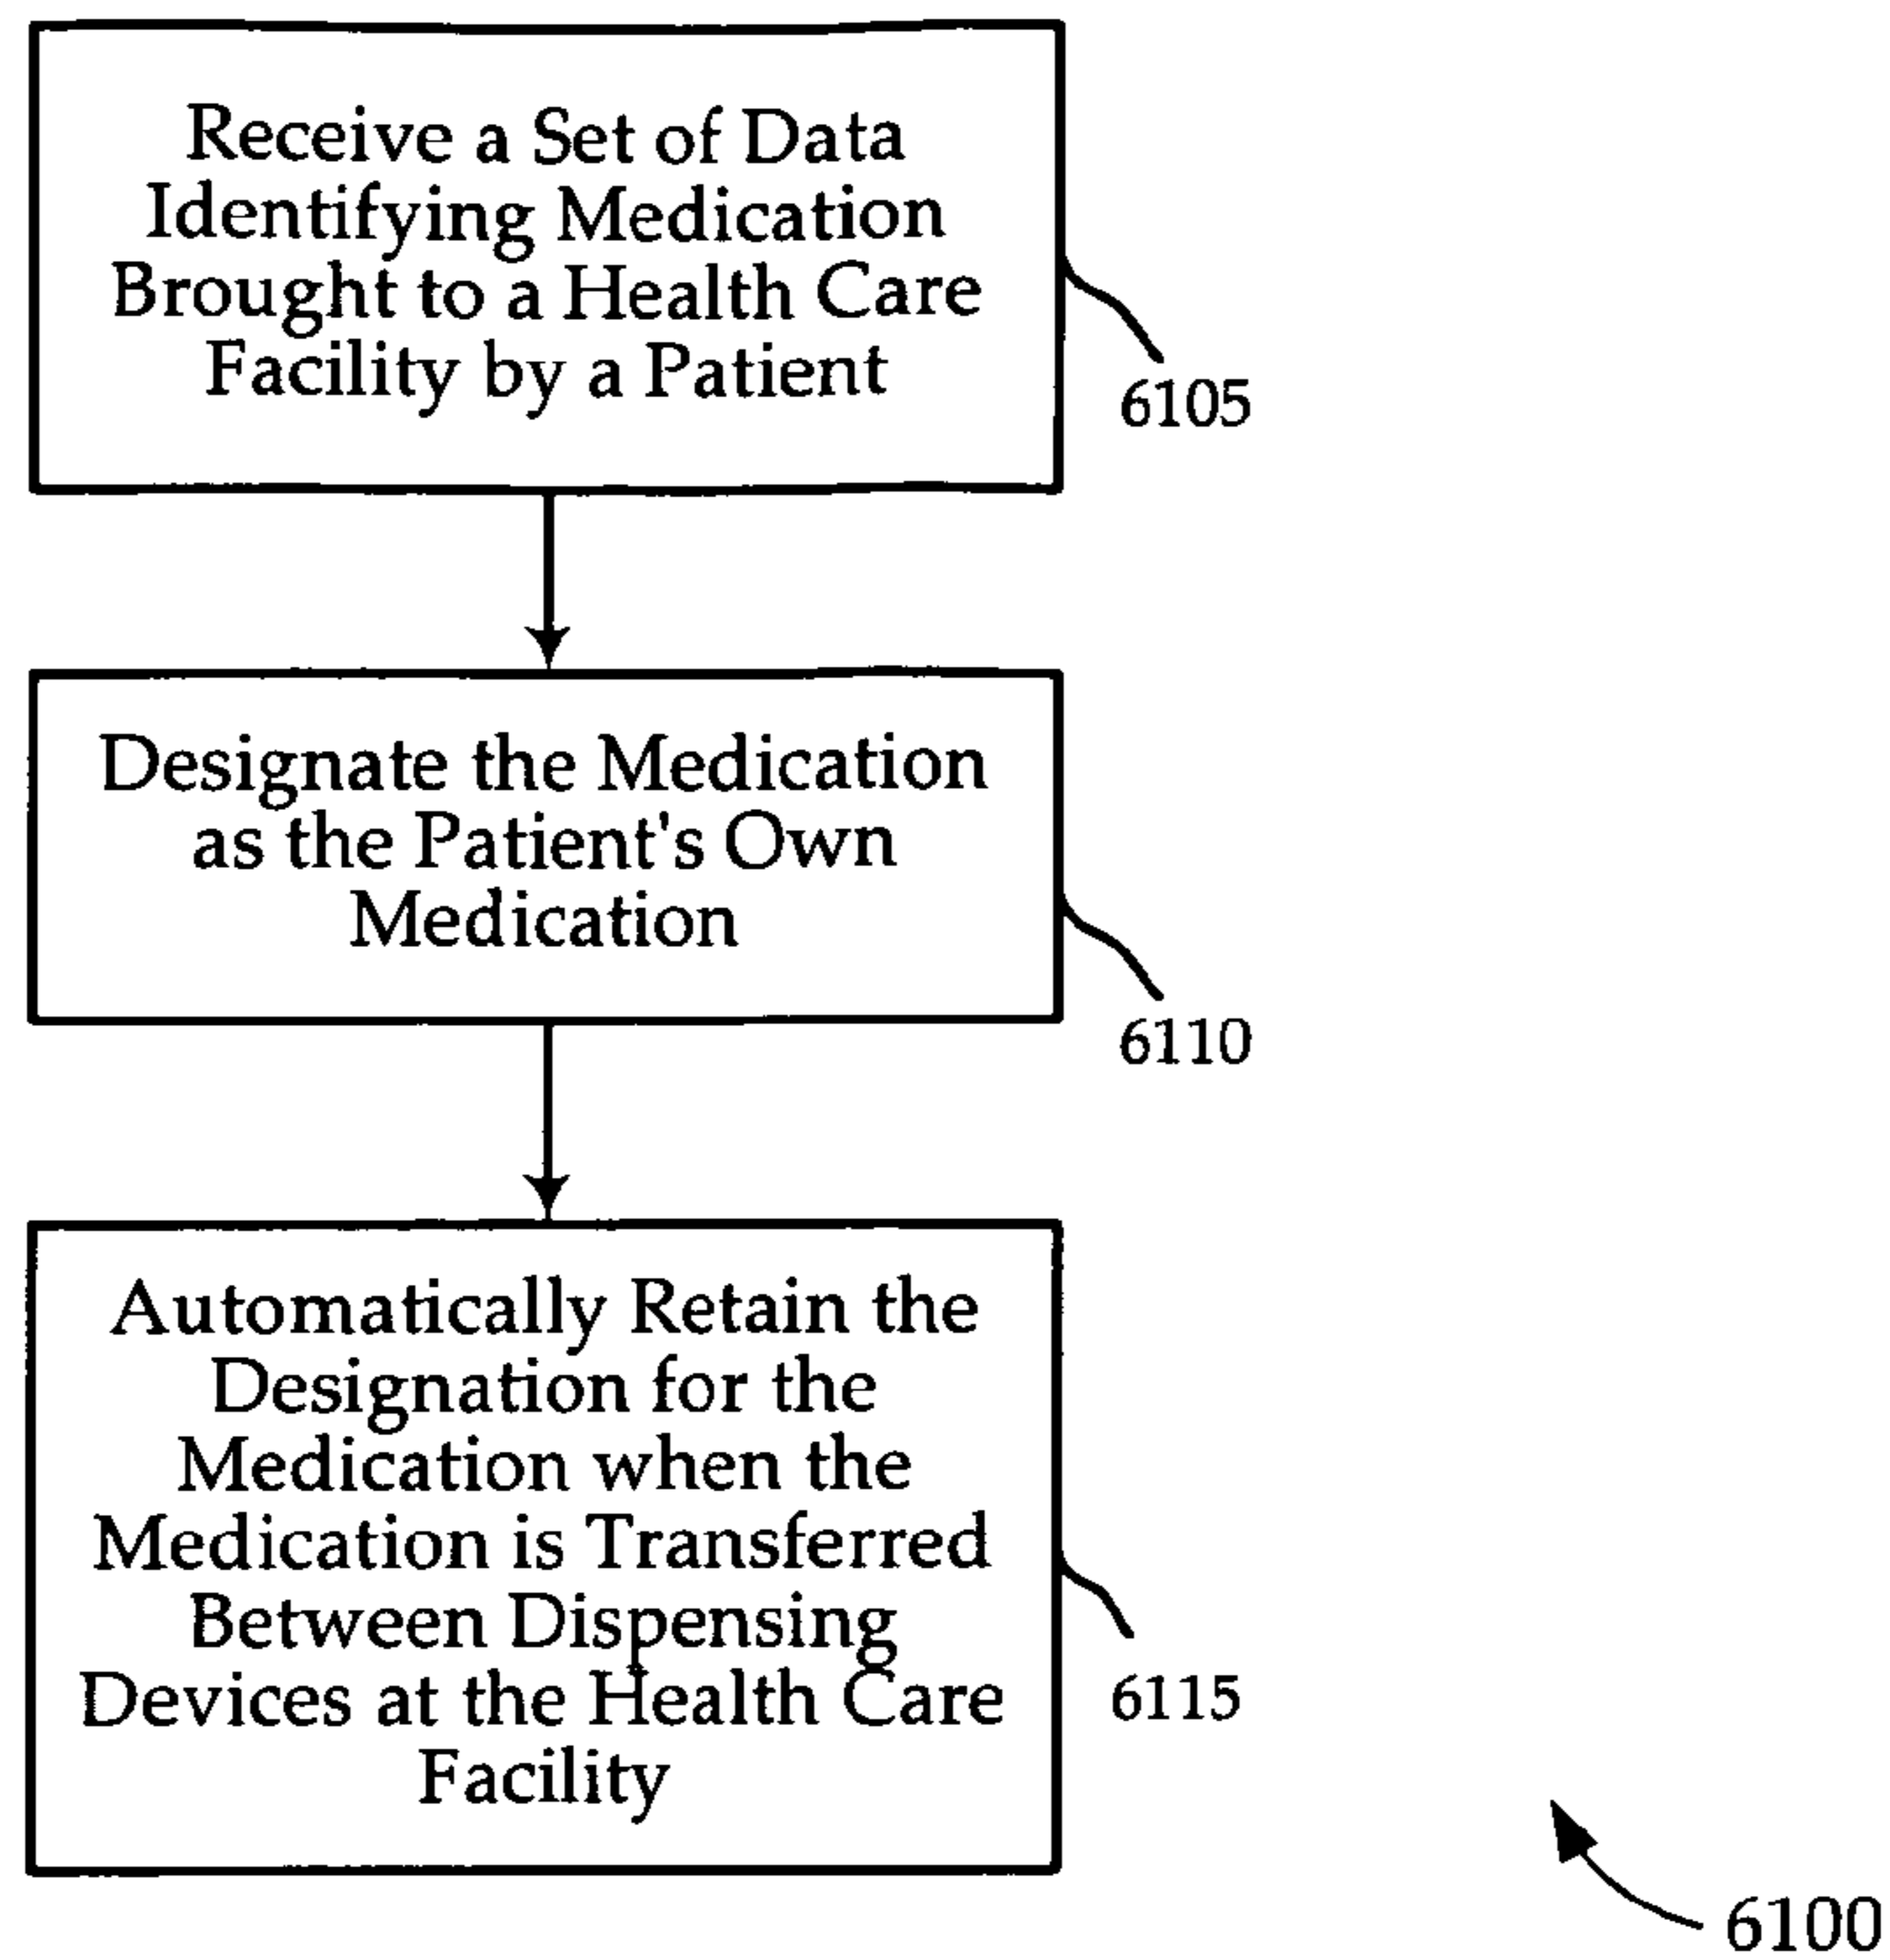 Receive a Set of Data
Identifying Medication
Brought to a Health Care
Facility by a Patient
6105
Designate the Medication
as the Patient's Own
Medication
6110
Automatically Retain the
Designation for the
Medication when the
Medication is Transferred
Between Dispensing
Devices at the Health Care
Facility
6115
6100